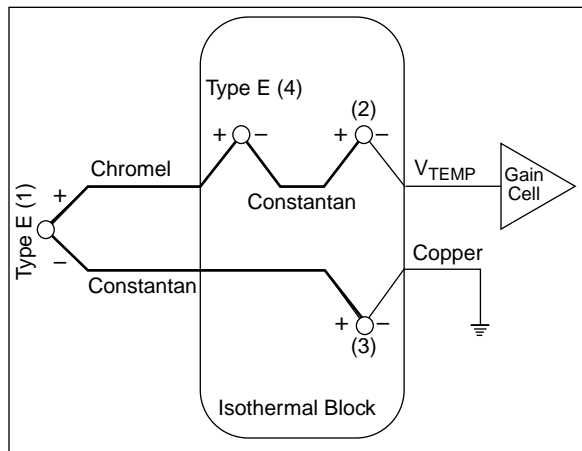 Type E (4)
(2)
+
−
+
−
Chromel
V_TEMP
Gain
Cell
+
Constantan
Type E (1)
Copper
−
Constantan
+
−
(3)
Isothermal Block